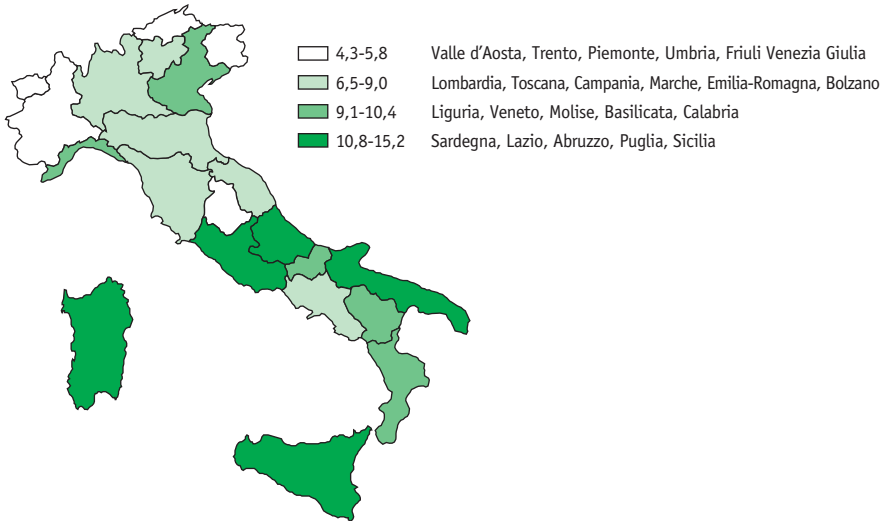 4,3-5,8 Valle d'Aosta, Trento, Piemonte, Umbria, Friuli Venezia Giulia
6,5-9,0 Lombardia, Toscana, Campania, Marche, Emilia-Romagna, Bolzano
9,1-10,4 Liguria, Veneto, Molise, Basilicata, Calabria
10,8-15,2 Sardegna, Lazio, Abruzzo, Puglia, Sicilia